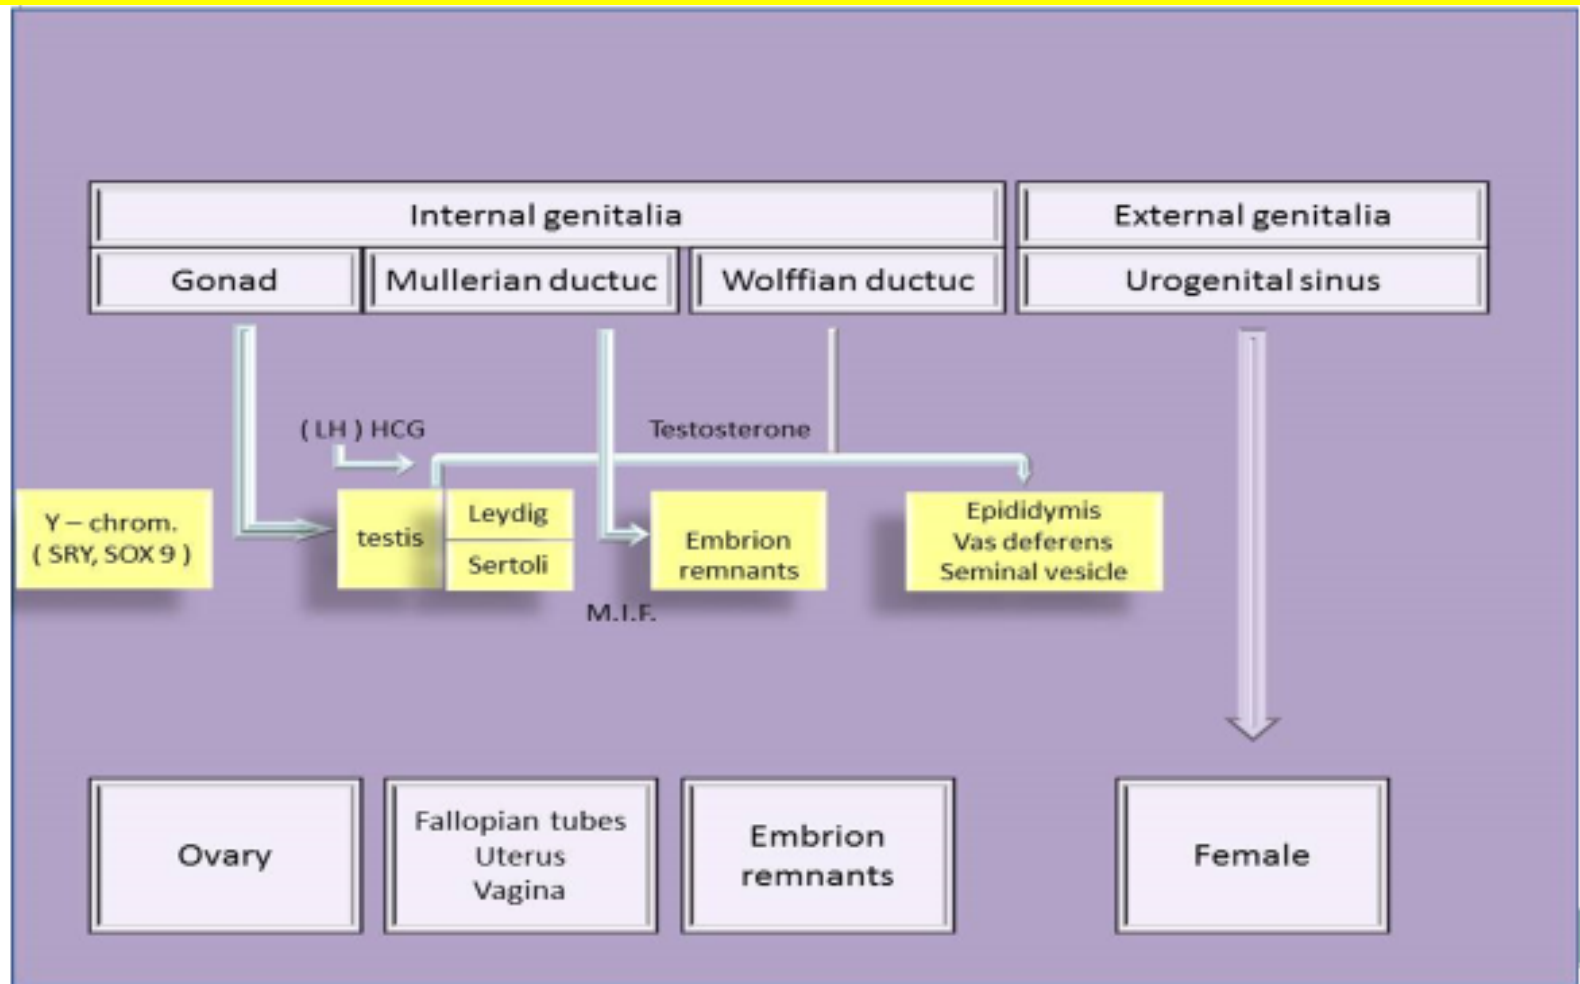 Internal genitalia
External genitalia
Gonad
Mullerian ductuc
Wolffian ductuc
Urogenital sinus
( LH ) HCG
Testosterone
Y – chrom.
( SRY, SOX 9 )
testis
Leydig
Sertoli
Embrion
remnants
Epididymis
Vas deferens
Seminal vesicle
M.I.F.
Ovary
Fallopian tubes
Uterus
Vagina
Embrion
remnants
Female